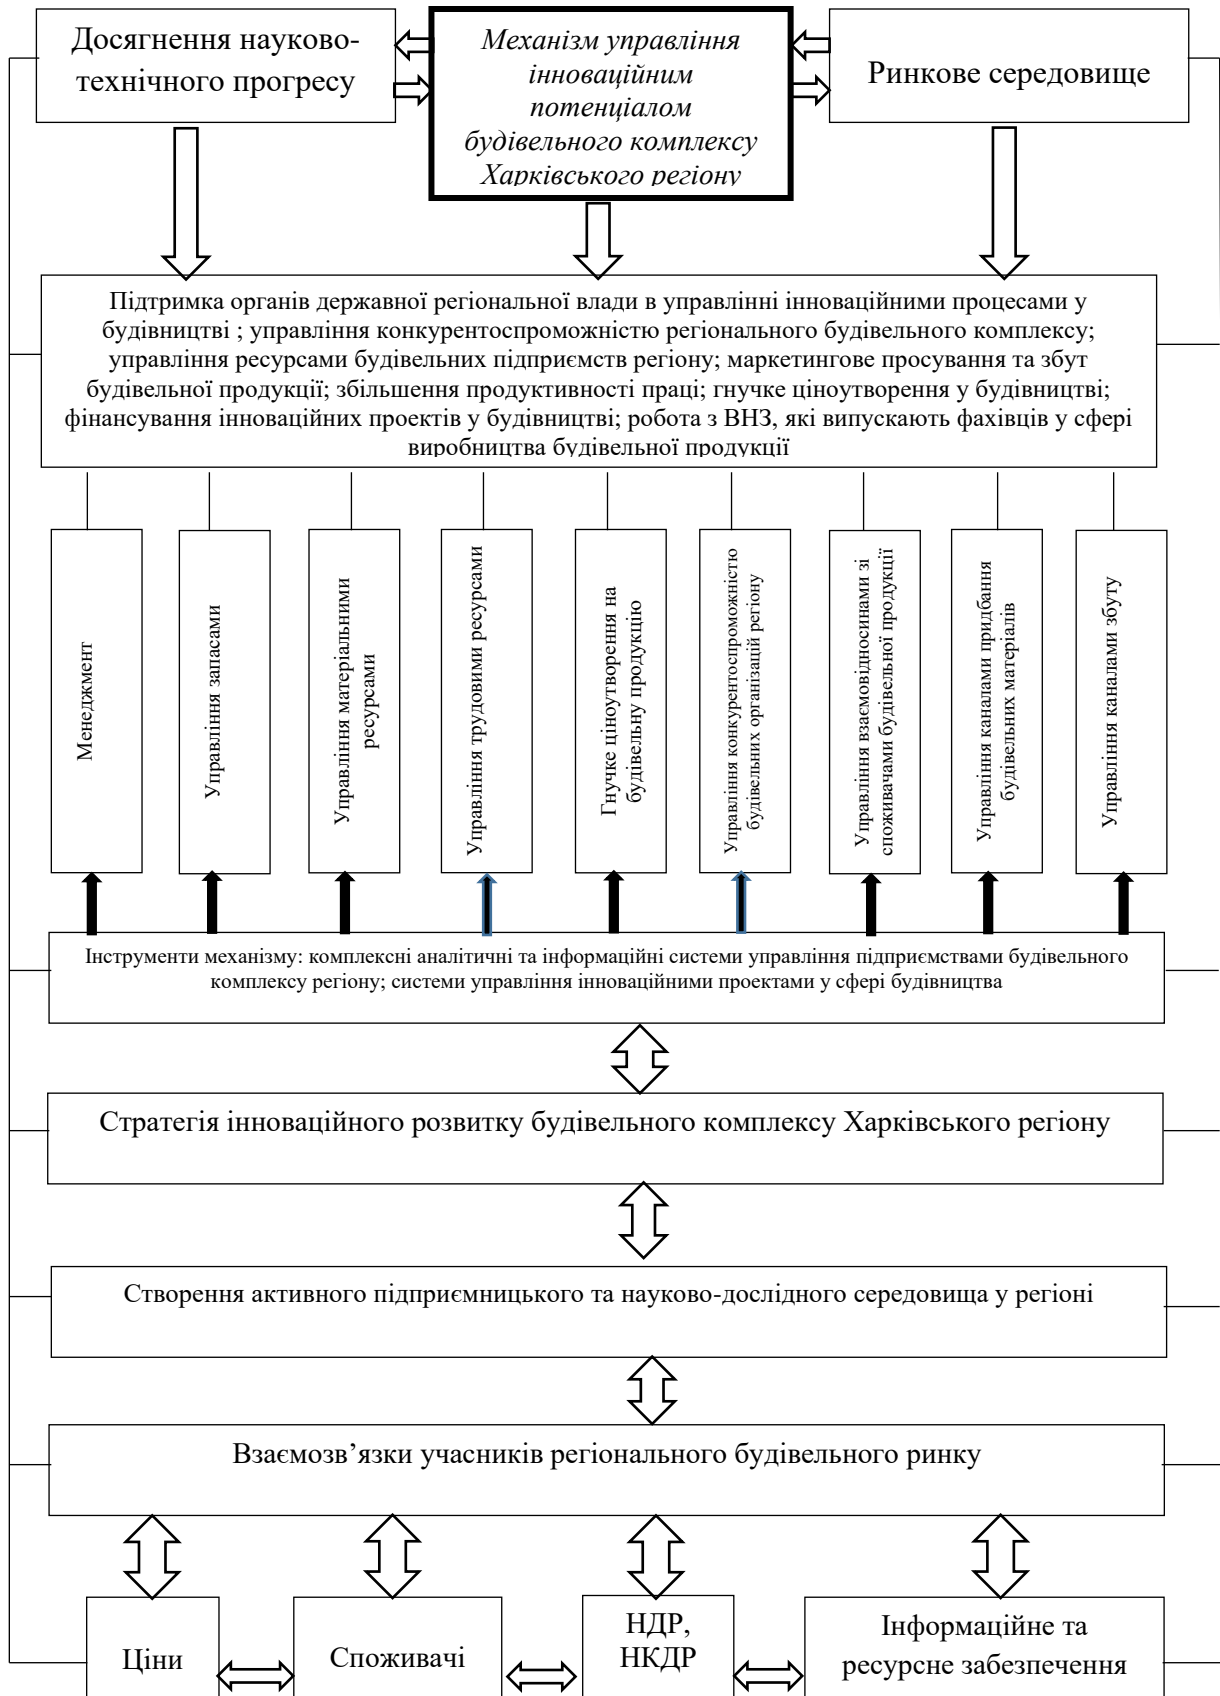 Досягнення науково-
технічного прогресу
Механізм управління
інноваційним
потенціалом
будівельного комплексу
Харківського регіону
Ринкове середовище
Підтримка органів державної регіональної влади в управлінні інноваційними процесами у
будівництві ; управління конкурентоспроможністю регіонального будівельного комплексу;
управління ресурсами будівельних підприємств регіону; маркетингове просування та збут
будівельної продукції; збільшення продуктивності праці; гнучке ціноутворення у будівництві;
фінансування інноваційних проектів у будівництві; робота з ВНЗ, які випускають фахівців у сфері
виробництва будівельної продукції
Менеджмент
Управління запасами
Управління матеріальними
ресурсами
Управління трудовими ресурсами
Гнучке ціноутворення на
будівельну продукцію
Управління конкурентоспроможністю
будівельних організацій регіону
Управління взаємовідносинами зі
споживачами будівельної продукції
Управління каналами придбання
будівельних матеріалів
Управління каналами збуту
Інструменти механізму: комплексні аналітичні та інформаційні системи управління підприємствами будівельного
комплексу регіону; системи управління інноваційними проектами у сфері будівництва
Стратегія інноваційного розвитку будівельного комплексу Харківського регіону
Створення активного підприємницького та науково-дослідного середовища у регіоні
Взаємозв’язки учасників регіонального будівельного ринку
Ціни
Споживачі
НДР,
НКДР
Інформаційне та
ресурсне забезпечення